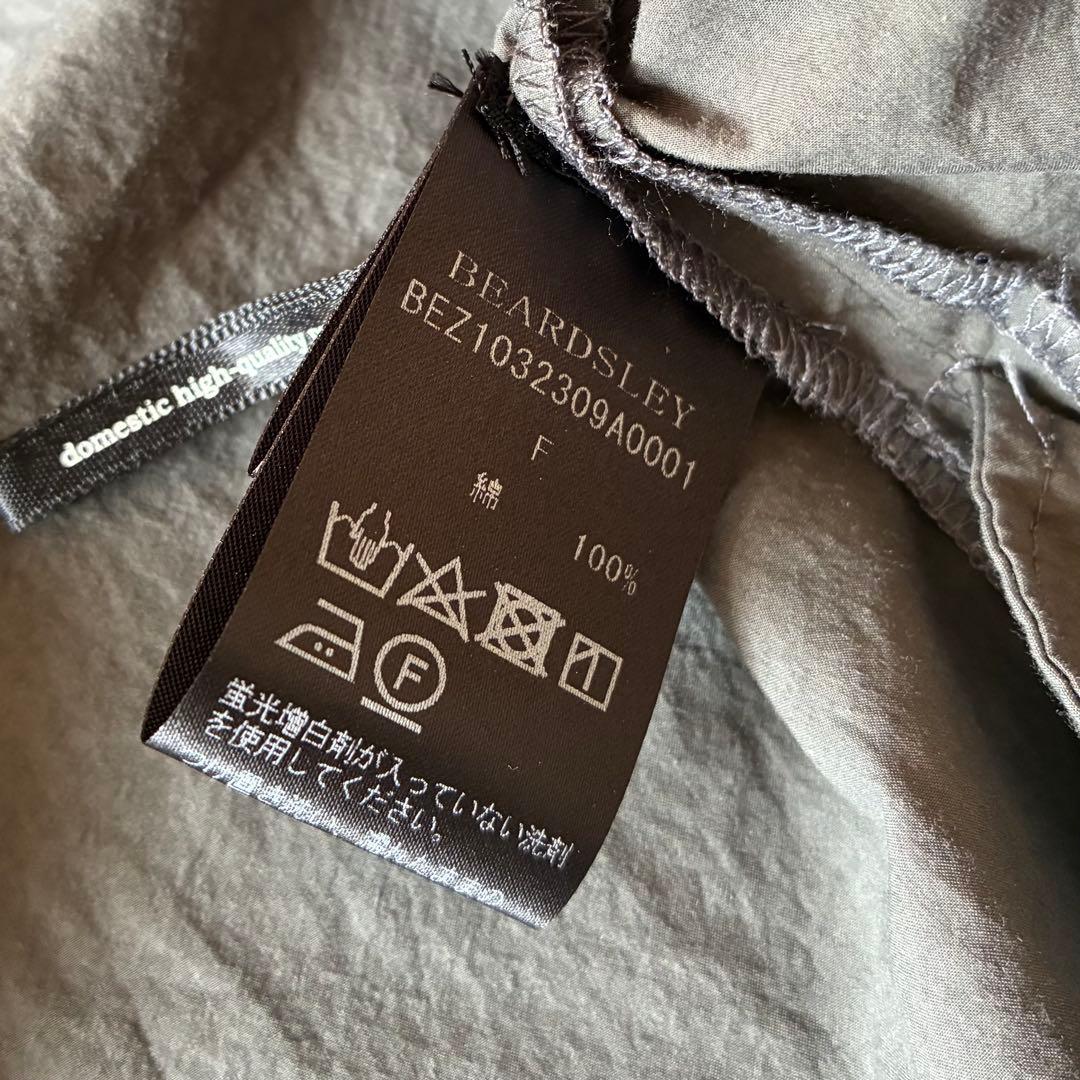 BEARDSLEY
BEZ1032309A0001
F
綿 100%
F
蛍光増白剤が入っていない洗剤
を使用してください。
domestic high-quality